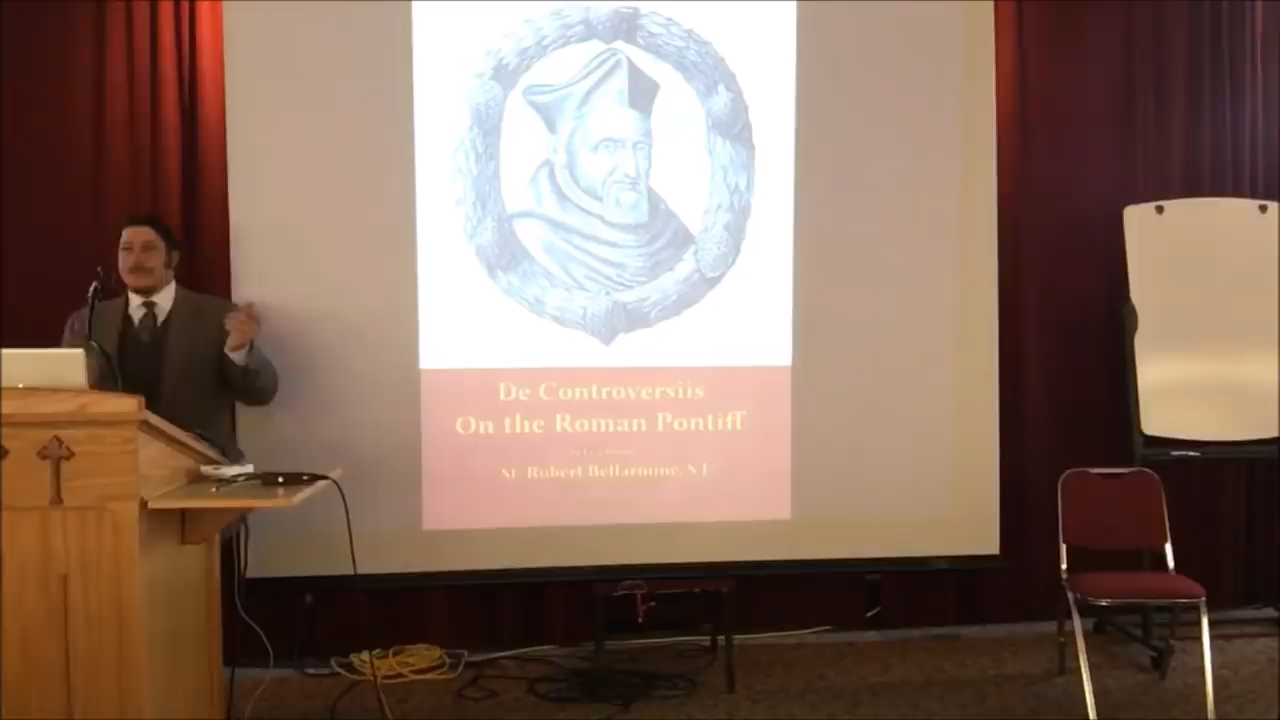 De Controversiis
On the Roman Pontiff
St. Robert Bellarmine, S.J.